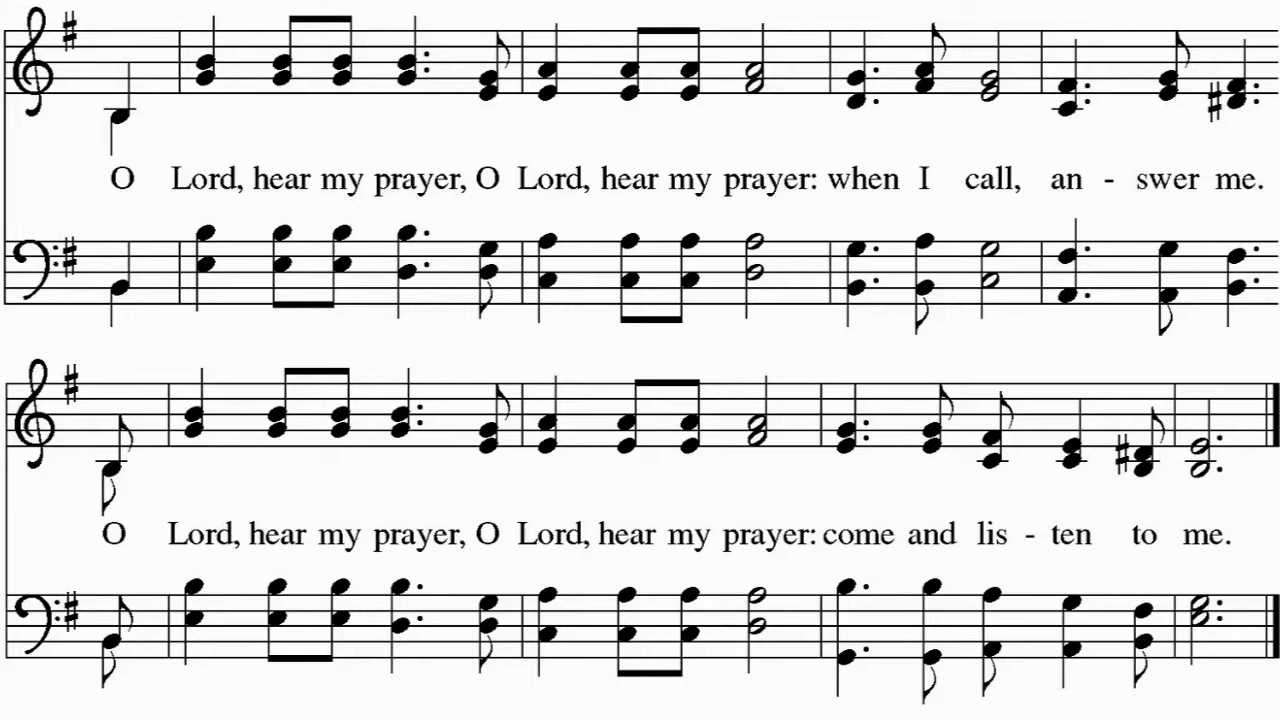 O Lord, hear my prayer, O Lord, hear my prayer: when I call, an - swer me.
O Lord, hear my prayer, O Lord, hear my prayer: come and lis - ten to me.